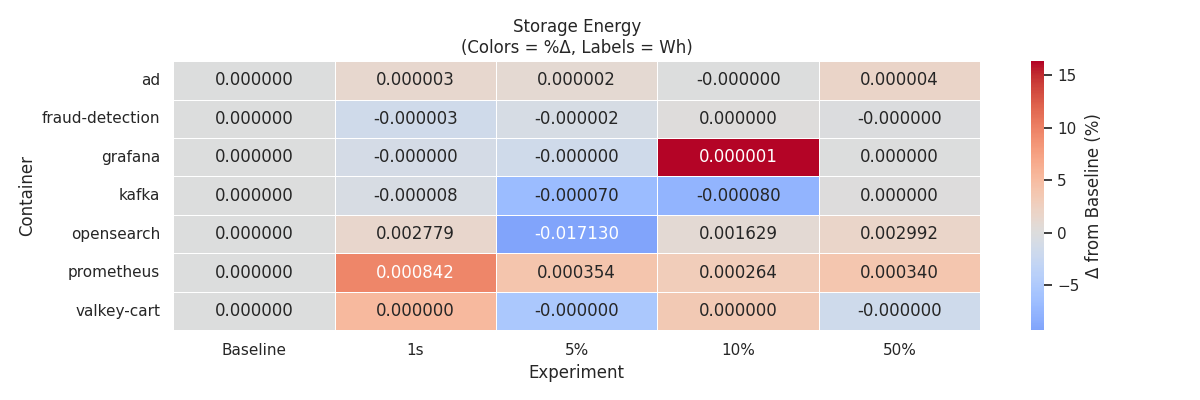 Storage Energy
(Colors = %Δ, Labels = Wh)
Container
ad 0.000000 0.000003 0.000002 -0.000000 0.000004
fraud-detection 0.000000 -0.000003 -0.000002 0.000000 -0.000000
grafana 0.000000 -0.000000 -0.000000 0.000001 0.000000
kafka 0.000000 -0.000008 -0.000070 -0.000080 0.000000
opensearch 0.000000 0.002779 -0.017130 0.001629 0.002992
prometheus 0.000000 0.000842 0.000354 0.000264 0.000340
valkey-cart 0.000000 0.000000 -0.000000 0.000000 -0.000000
Baseline 1s 5% 10% 50%
Experiment
15
10
5
0
−5
Δ from Baseline (%)